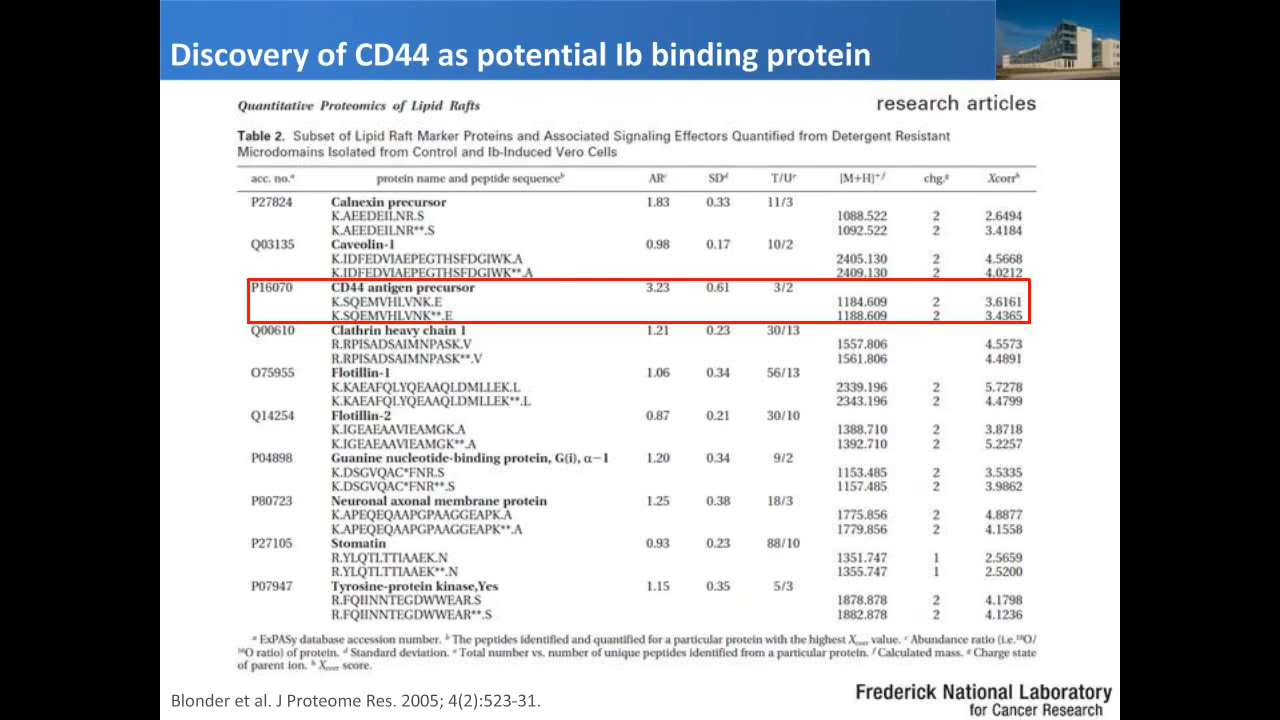 Discovery of CD44 as potential Ib binding protein
Quantitative Proteomics of Lipid Rafts
research articles
Table 2. Subset of Lipid Raft Marker Proteins and Associated Signaling Effectors Quantified from Detergent Resistant
Microdomains Isolated from Control and Ib-Induced Vero Cells
acc. no.ᵃ protein name and peptide sequenceᵇ ARᶜ SDᵈ T/Uᵉ [M+H]⁺ᶠ chg.ᵍ Xcorrʰ
P27824 Calnexin precursor 1.83 0.33 11/3
K.AEEDEILNR.S 1088.522 2 2.6494
K.AEEDEILNR**.S 1092.522 2 3.4184
Q03135 Caveolin-1 0.98 0.17 10/2
K.IDFEDVIAEPEGTHSFDGIWK.A 2405.130 2 4.5668
K.IDFEDVIAEPEGTHSFDGIWK**.A 2409.130 2 4.0212
P16070 CD44 antigen precursor 3.23 0.61 3/2
K.SQEMVHLVNK.E 1184.609 2 3.6161
K.SQEMVHLVNK**.E 1188.609 2 3.4365
Q00610 Clathrin heavy chain 1 1.21 0.23 30/13
R.RPISADSAIMNPASK.V 1557.806 4.5573
R.RPISADSAIMNPASK**.V 1561.806 4.4891
O75955 Flotillin-1 1.06 0.34 56/13
K.KAEAFQLYQEAAQLDMLLEK.L 2339.196 2 5.7278
K.KAEAFQLYQEAAQLDMLLEK**.L 2343.196 2 4.4799
Q14254 Flotillin-2 0.87 0.21 30/10
K.IGEAEAAVIEAMGK.A 1388.710 2 3.8718
K.IGEAEAAVIEAMGK**.A 1392.710 2 5.2257
P04898 Guanine nucleotide-binding protein, G(i), α−1 1.20 0.34 9/2
K.DSGVQAC*FNR.S 1153.485 2 3.5335
K.DSGVQAC*FNR**.S 1157.485 2 3.9862
P80723 Neuronal axonal membrane protein 1.25 0.38 18/3
K.APEQEQAAPGPAAGGEAPK.A 1775.856 2 4.8877
K.APEQEQAAPGPAAGGEAPK**.A 1779.856 2 4.1558
P27105 Stomatin 0.93 0.23 88/10
R.YLQTLTTIAAEK.N 1351.747 1 2.5659
R.YLQTLTTIAAEK**.N 1355.747 1 2.5200
P07947 Tyrosine-protein kinase,Yes 1.15 0.35 5/3
R.FQIINNTEGDWWEAR.S 1878.878 2 4.1798
R.FQIINNTEGDWWEAR**.S 1882.878 2 4.1236
ᵃ ExPASy database accession number. ᵇ The peptides identified and quantified for a particular protein with the highest Xcorr value. ᶜ Abundance ratio (i.e.¹⁸O/
¹⁶O ratio) of protein. ᵈ Standard deviation. ᵉ Total number vs. number of unique peptides identified from a particular protein. ᶠ Calculated mass. ᵍ Charge state
of parent ion. ʰ Xcorr score.
Blonder et al. J Proteome Res. 2005; 4(2):523-31.
Frederick National Laboratory
for Cancer Research